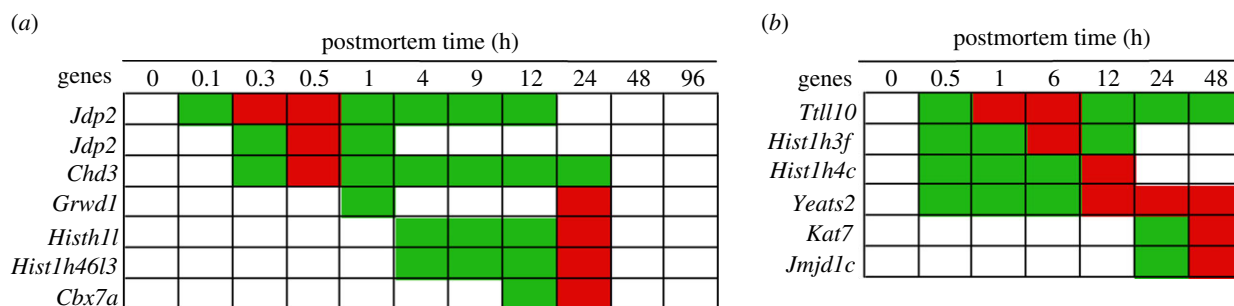 (a)
postmortem time (h)
genes 0 0.1 0.3 0.5 1 4 9 12 24 48 96
Jdp2
Jdp2
Chd3
Grwd1
Histh1l
Hist1h46l3
Cbx7a
(b)
postmortem time (h)
genes 0 0.5 1 6 12 24 48
Ttll10
Hist1h3f
Hist1h4c
Yeats2
Kat7
Jmjd1c